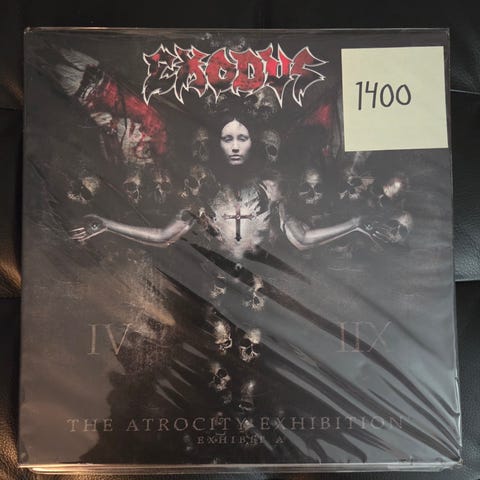 EXODUS
1400
IV IIX
THE ATROCITY EXHIBITION
EXHIBIT A